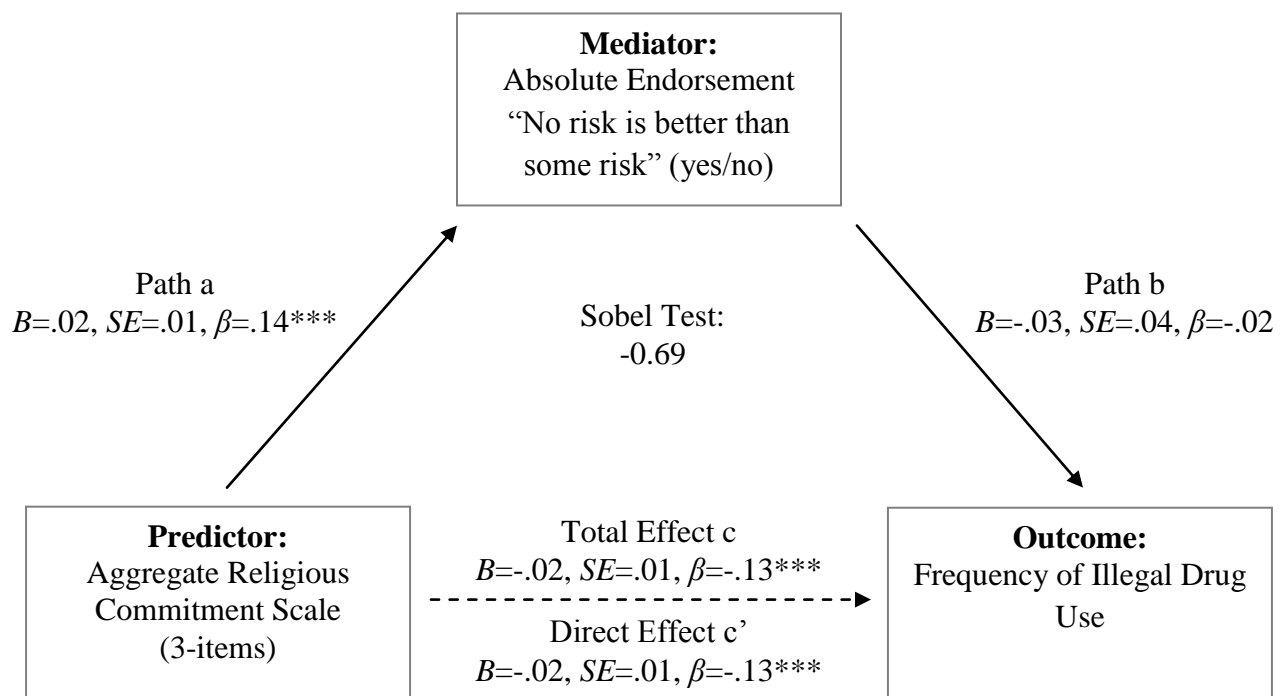 Mediator:
Absolute Endorsement
“No risk is better than
some risk” (yes/no)
Path a
B=.02, SE=.01, β=.14***
Sobel Test:
-0.69
Path b
B=-.03, SE=.04, β=-.02
Predictor:
Aggregate Religious
Commitment Scale
(3-items)
Total Effect c
B=-.02, SE=.01, β=-.13***
Direct Effect c’
B=-.02, SE=.01, β=-.13***
Outcome:
Frequency of Illegal Drug
Use